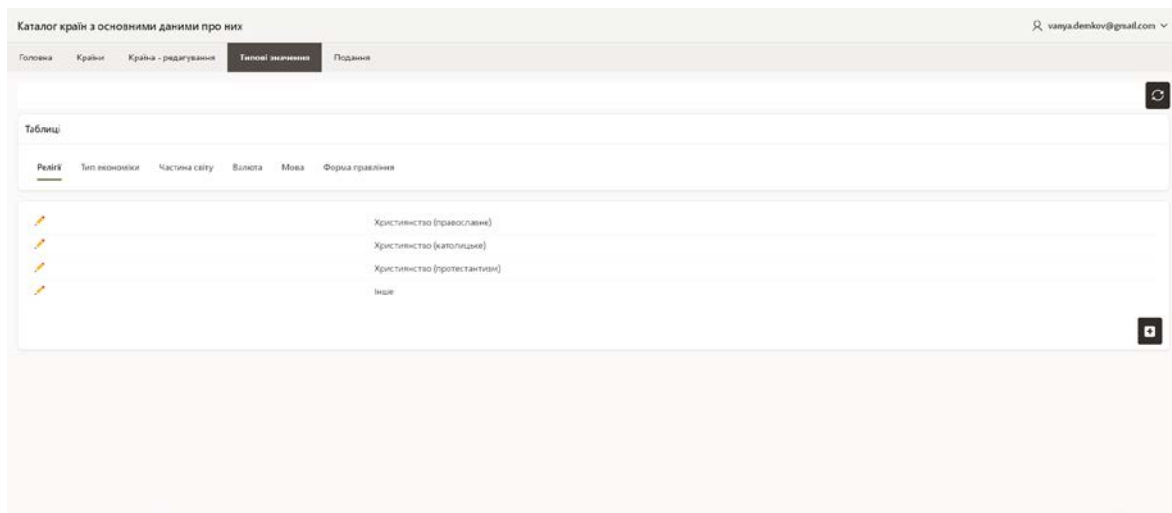 Каталог країн з основними даними про них vanya.demkov@gmail.com
Головна Країни Країна - редагування Типові значення Подання
Таблиці
Релігії Тип економіки Частина світу Валюта Мова Форма правління
Християнство (православне)
Християнство (католицьке)
Християнство (протестантизм)
Інше